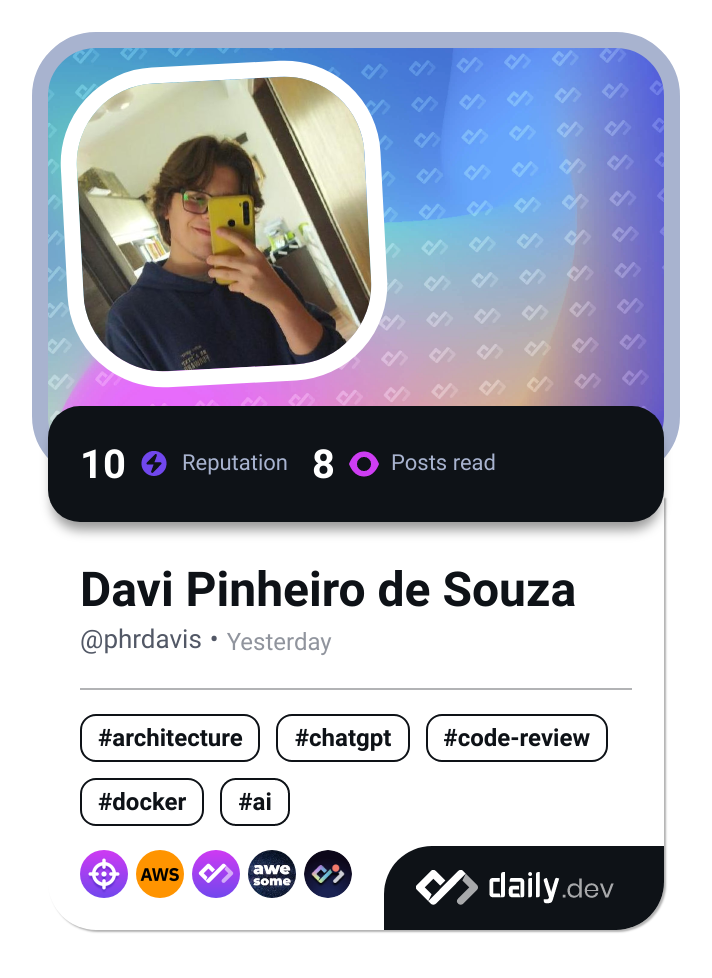 10 Reputation 8 Posts read
Davi Pinheiro de Souza
@phrdavis • Yesterday
#architecture #chatgpt #code-review
#docker #ai
AWS awe some
daily.dev